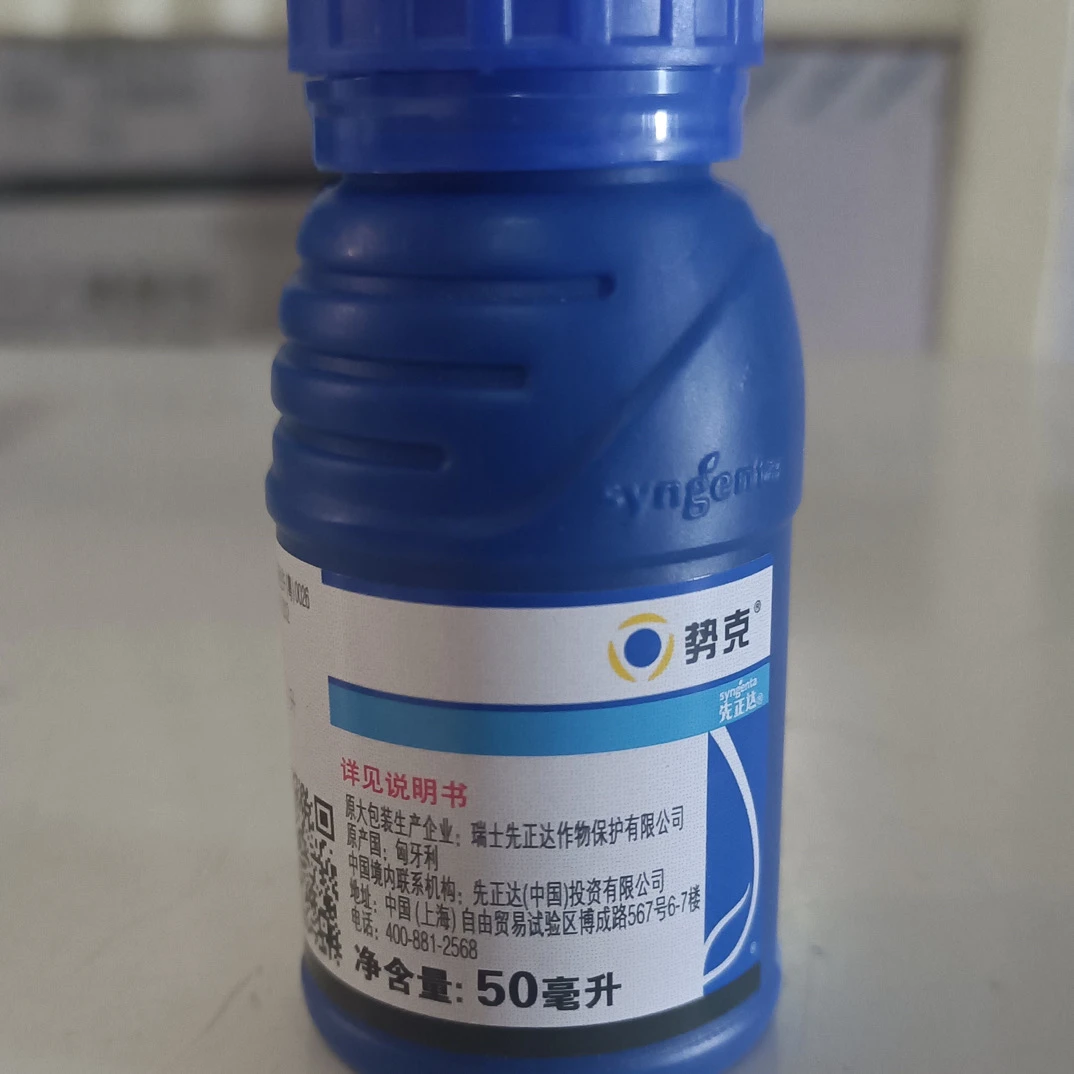 syngenta
0026
势克®
syngenta
先正达®
详见说明书
原大包装生产企业：瑞士先正达作物保护有限公司
原产国：匈牙利
中国境内联系机构：先正达(中国)投资有限公司
地址：中国(上海)自由贸易试验区博成路567号6-7楼
电话：400-881-2568
净含量：50毫升